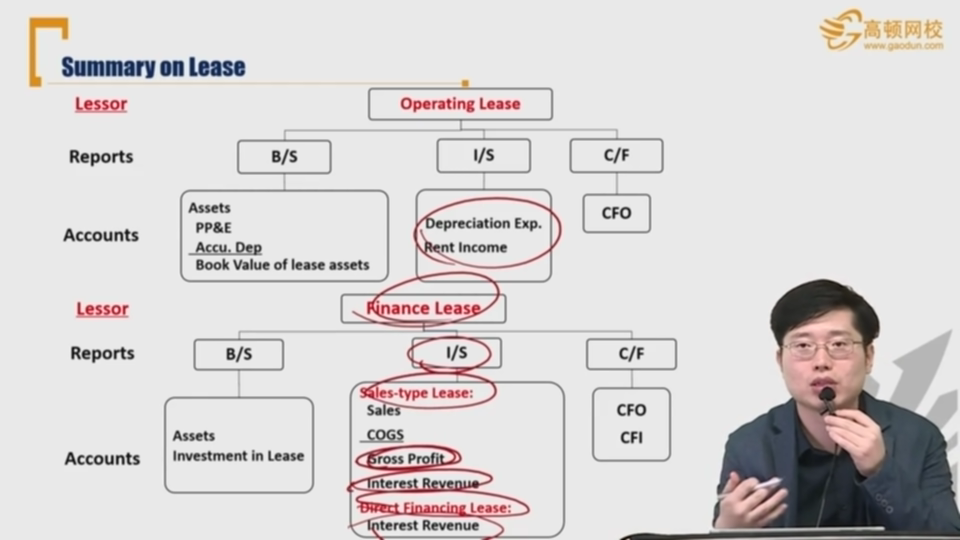 高顿网校
www.gaodun.com
Summary on Lease
Lessor
Operating Lease
Reports
B/S
I/S
C/F
Accounts
Assets
PP&E
Accu. Dep
Book Value of lease assets
Depreciation Exp.
Rent Income
CFO
Lessor
Finance Lease
Reports
B/S
I/S
C/F
Accounts
Assets
Investment in Lease
Sales-type Lease:
Sales
COGS
Gross Profit
Interest Revenue
Direct Financing Lease:
Interest Revenue
CFO
CFI